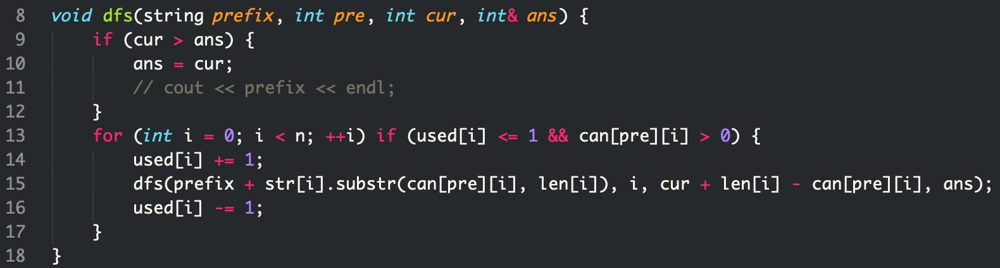 8 void dfs(string prefix, int pre, int cur, int& ans) {
9     if (cur > ans) {
10         ans = cur;
11         // cout << prefix << endl;
12     }
13     for (int i = 0; i < n; ++i) if (used[i] <= 1 && can[pre][i] > 0) {
14         used[i] += 1;
15         dfs(prefix + str[i].substr(can[pre][i], len[i]), i, cur + len[i] - can[pre][i], ans);
16         used[i] -= 1;
17     }
18 }